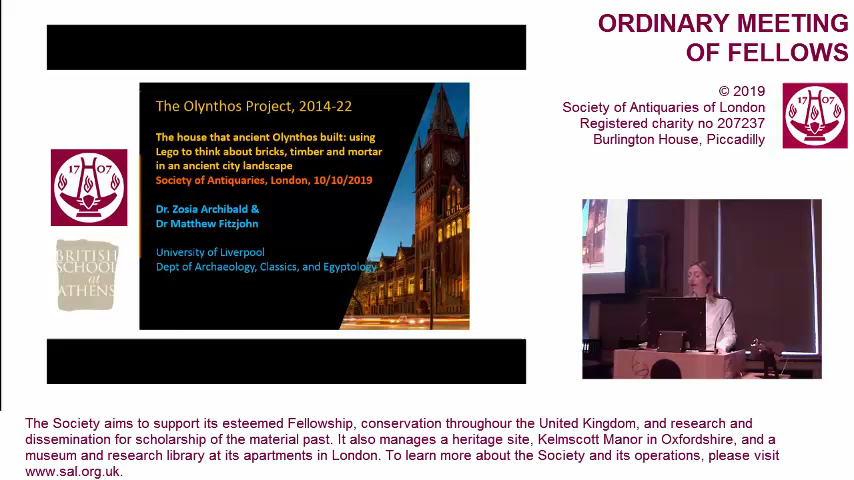 ORDINARY MEETING
OF FELLOWS
© 2019
Society of Antiquaries of London
Registered charity no 207237
Burlington House, Piccadilly
17 07
The Olynthos Project, 2014-22
The house that ancient Olynthos built: using
Lego to think about bricks, timber and mortar
in an ancient city landscape
Society of Antiquaries, London, 10/10/2019
Dr. Zosia Archibald &
Dr Matthew Fitzjohn
University of Liverpool
Dept of Archaeology, Classics, and Egyptology
17 07
BRITISH
SCHOOL
at
ATHENS
The Society aims to support its esteemed Fellowship, conservation throughour the United Kingdom, and research and
dissemination for scholarship of the material past. It also manages a heritage site, Kelmscott Manor in Oxfordshire, and a
museum and research library at its apartments in London. To learn more about the Society and its operations, please visit
www.sal.org.uk.